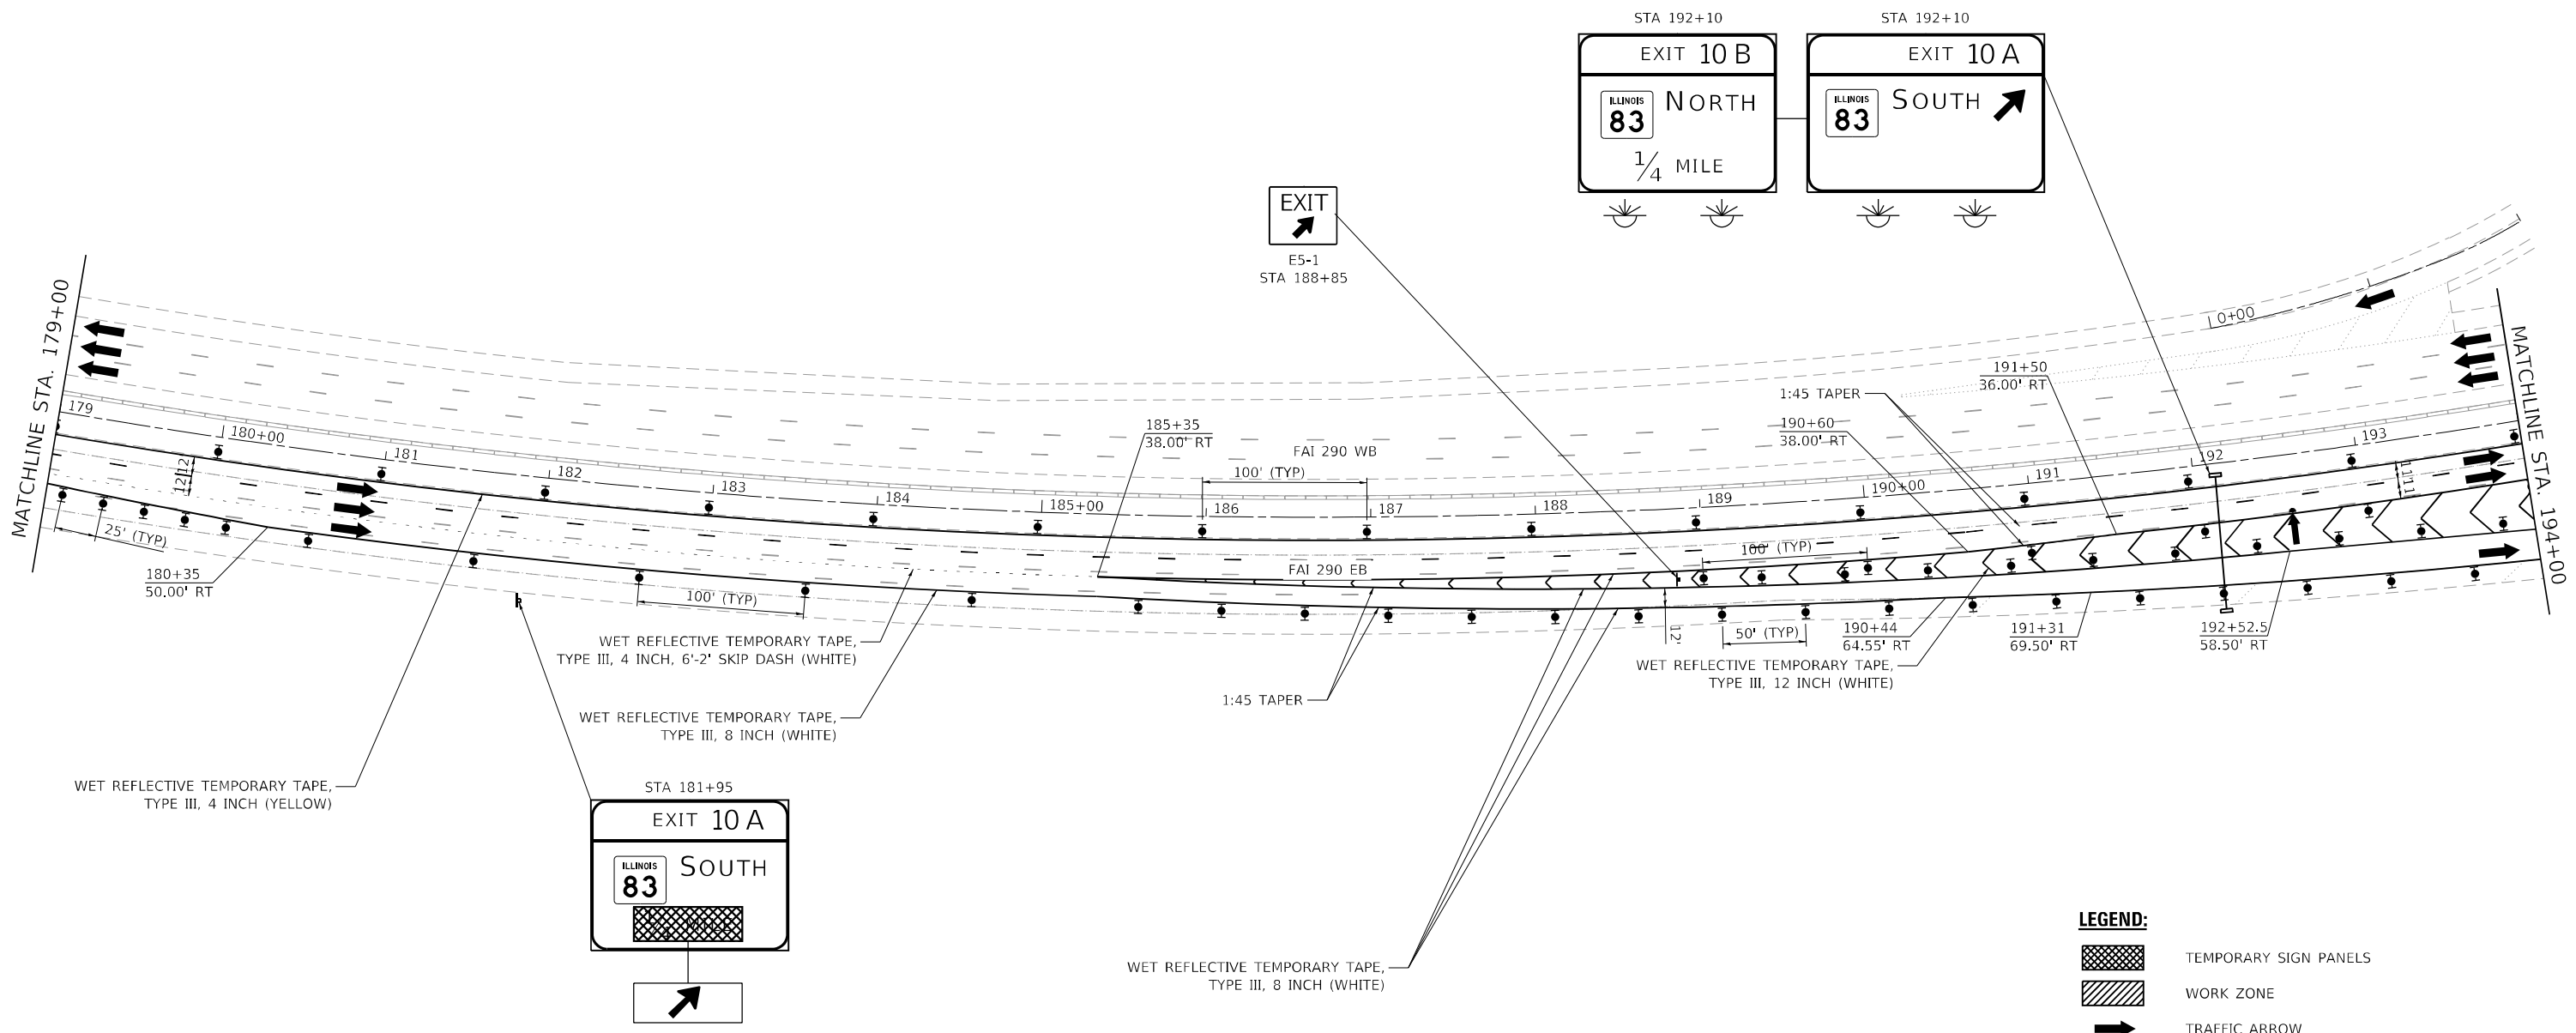 STA 192+10
STA 192+10
EXIT 10 B
ILLINOIS
83
NORTH
1/4 MILE
EXIT 10 A
ILLINOIS
83
SOUTH
EXIT
E5-1
STA 188+85
MATCHLINE STA. 179+00
MATCHLINE STA. 194+00
0+00
191+50
36.00' RT
1:45 TAPER
190+60
38.00' RT
185+35
38.00' RT
FAI 290 WB
100' (TYP)
179
180+00
181
182
183
184
185+00
186
187
188
189
190+00
191
192
193
12'
12'
11'
11'
25' (TYP)
180+35
50.00' RT
FAI 290 EB
100' (TYP)
100' (TYP)
12'
50' (TYP)
190+44
64.55' RT
191+31
69.50' RT
192+52.5
58.50' RT
WET REFLECTIVE TEMPORARY TAPE,
TYPE III, 4 INCH, 6'-2' SKIP DASH (WHITE)
WET REFLECTIVE TEMPORARY TAPE,
TYPE III, 12 INCH (WHITE)
1:45 TAPER
WET REFLECTIVE TEMPORARY TAPE,
TYPE III, 8 INCH (WHITE)
WET REFLECTIVE TEMPORARY TAPE,
TYPE III, 4 INCH (YELLOW)
STA 181+95
EXIT 10 A
ILLINOIS
83
SOUTH
1/4 MILE
WET REFLECTIVE TEMPORARY TAPE,
TYPE III, 8 INCH (WHITE)
LEGEND:
TEMPORARY SIGN PANELS
WORK ZONE
TRAFFIC ARROW